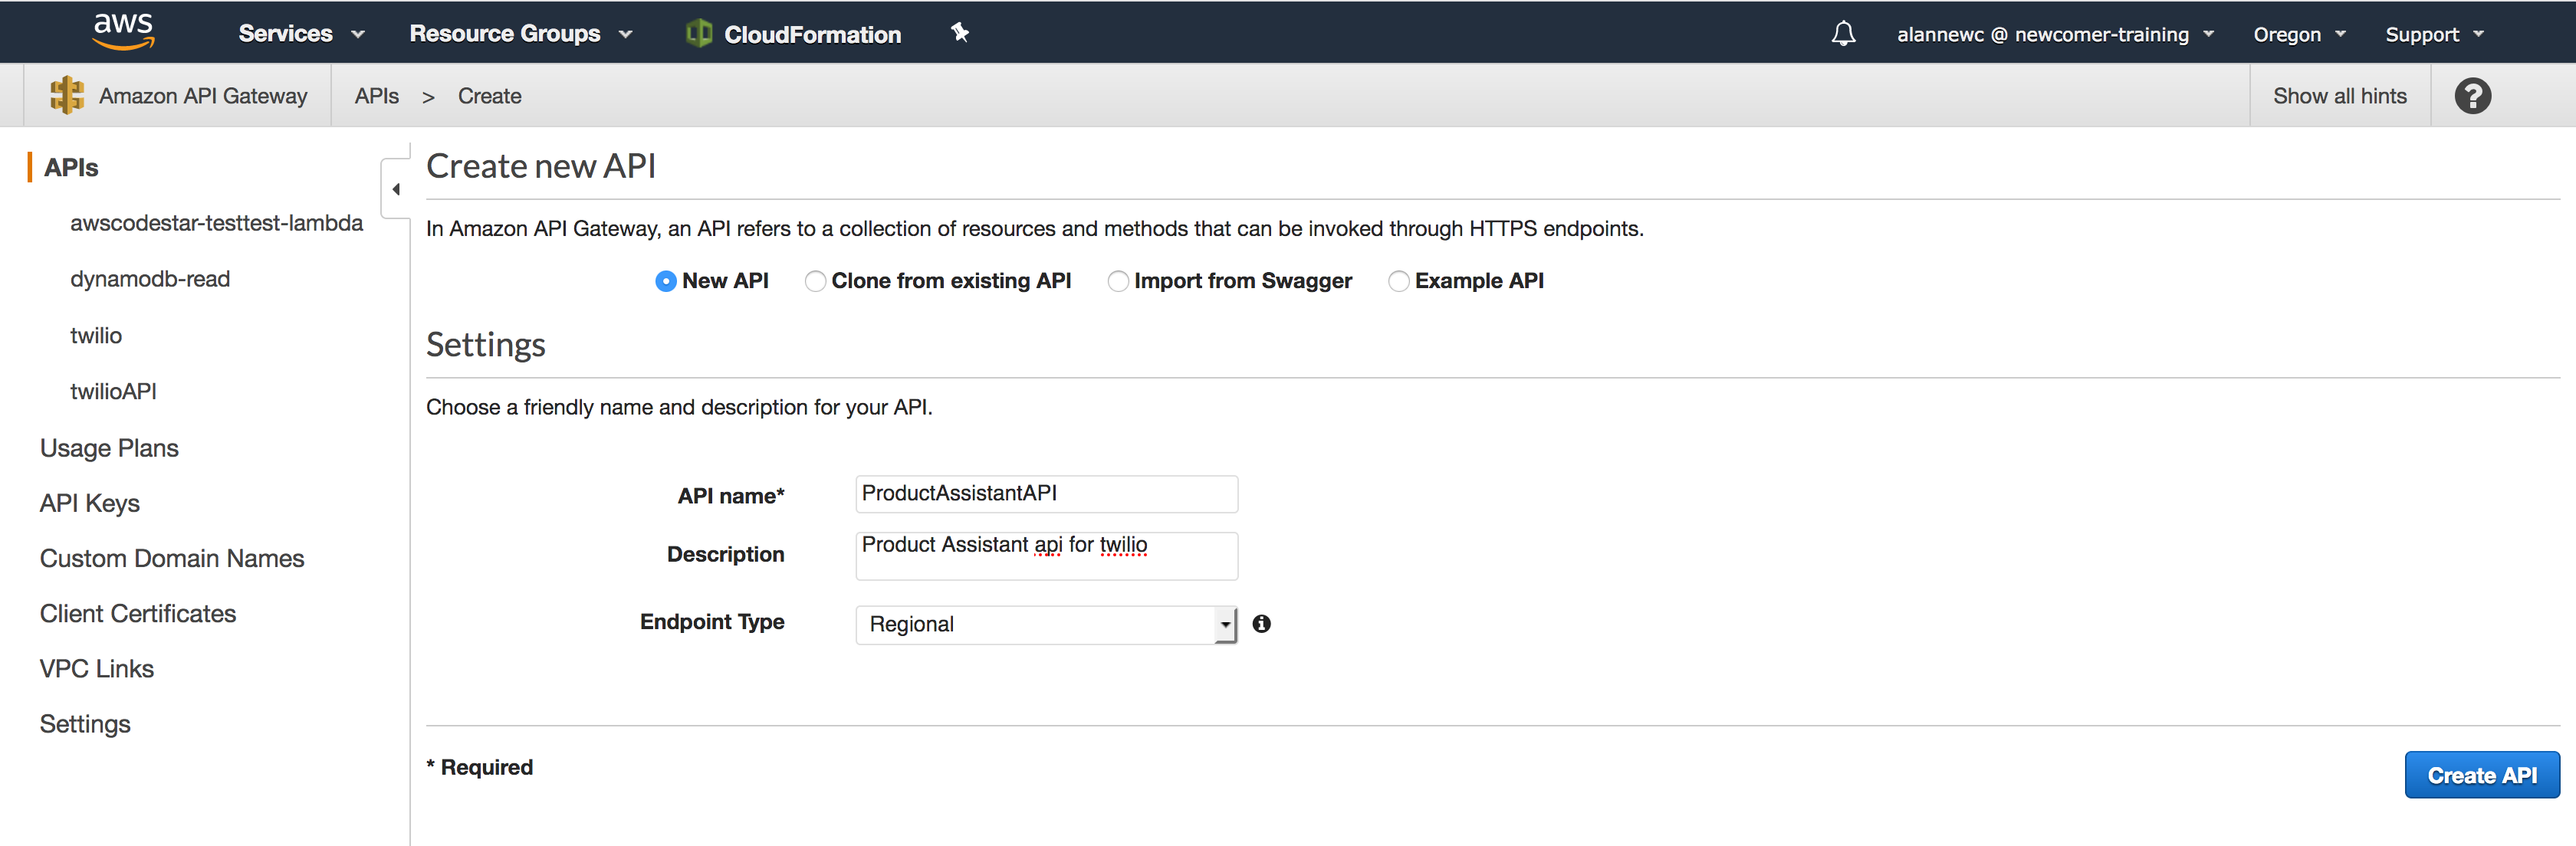 aws Services Resource Groups CloudFormation alannewc @ newcomer-training Oregon Support
Amazon API Gateway APIs > Create Show all hints ?
APIs
awscodestar-testtest-lambda
dynamodb-read
twilio
twilioAPI
Usage Plans
API Keys
Custom Domain Names
Client Certificates
VPC Links
Settings
Create new API
In Amazon API Gateway, an API refers to a collection of resources and methods that can be invoked through HTTPS endpoints.
New API Clone from existing API Import from Swagger Example API
Settings
Choose a friendly name and description for your API.
API name* ProductAssistantAPI
Description Product Assistant api for twilio
Endpoint Type Regional
* Required Create API